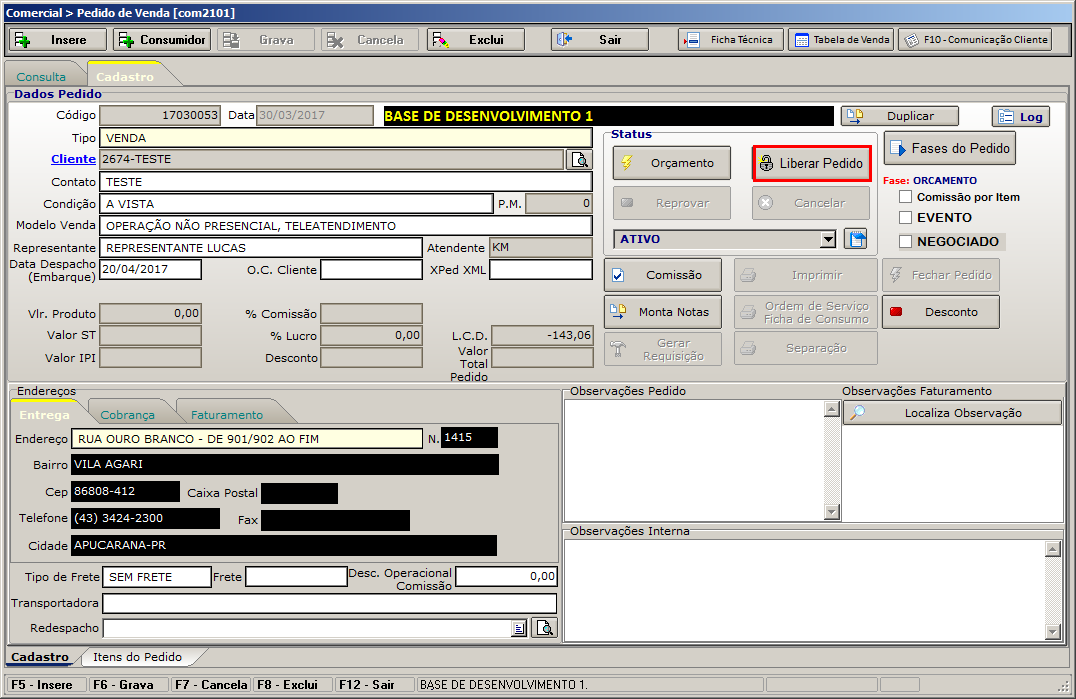 Comercial > Pedido de Venda [com2101]
Insere Consumidor Grava Cancela Exclui Sair Ficha Técnica Tabela de Venda F10 - Comunicação Cliente
Consulta Cadastro
Dados Pedido
Código 17030053 Data 30/03/2017 BASE DE DESENVOLVIMENTO 1 Duplicar Log
Tipo VENDA
Status
Cliente 2674-TESTE
Orçamento Liberar Pedido Fases do Pedido
Contato TESTE
Fase: ORCAMENTO
Condição A VISTA P.M. 0
Reprovar Cancelar Comissão por Item
Modelo Venda OPERAÇÃO NÃO PRESENCIAL, TELEATENDIMENTO
EVENTO
Representante REPRESENTANTE LUCAS Atendente KM
ATIVO NEGOCIADO
Data Despacho
(Embarque) 20/04/2017 O.C. Cliente XPed XML
Comissão Imprimir Fechar Pedido
Vlr. Produto 0,00 % Comissão
Monta Notas Ordem de Serviço
Ficha de Consumo Desconto
Valor ST % Lucro 0,00 L.C.D. -143,06
Gerar
Requisição Separação
Valor IPI Desconto Valor
Total
Pedido
Endereços Observações Pedido Observações Faturamento
Entrega Cobrança Faturamento Localiza Observação
Endereço RUA OURO BRANCO - DE 901/902 AO FIM N. 1415
Bairro VILA AGARI
Cep 86808-412 Caixa Postal
Telefone (43) 3424-2300 Fax
Cidade APUCARANA-PR
Observações Interna
Tipo de Frete SEM FRETE Frete Desc. Operacional
Comissão 0,00
Transportadora
Redespacho
Cadastro Itens do Pedido
F5 - Insere F6 - Grava F7 - Cancela F8 - Exclui F12 - Sair BASE DE DESENVOLVIMENTO 1.